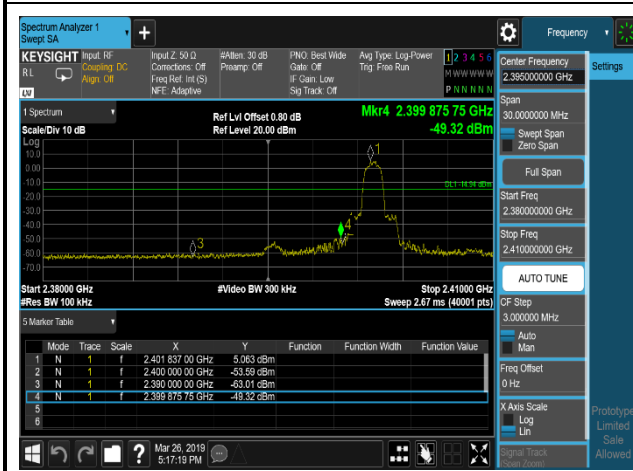 Spectrum Analyzer 1
Swept SA
Frequency
KEYSIGHT
Input: RF
Coupling: DC
Align: Off
Input Z: 50 Ω
Corrections: Off
Freq Ref: Int (S)
NFE: Adaptive
#Atten: 30 dB
Preamp: Off
PNO: Best Wide
Gate: Off
IF Gain: Low
Sig Track: Off
Avg Type: Log-Power
Trig: Free Run
1 2 3 4 5 6
M W W W W W
P N N N N N
RL
LXI
Center Frequency
2.395000000 GHz
Settings
Span
30.0000000 MHz
Swept Span
Zero Span
Full Span
Start Freq
2.380000000 GHz
Stop Freq
2.410000000 GHz
AUTO TUNE
CF Step
3.000000 MHz
Auto
Man
Freq Offset
0 Hz
X Axis Scale
Log
Lin
Signal Track
(Span Zoom)
Prototype
Limited
Sale
Allowed
1 Spectrum
Scale/Div 10 dB
Ref Lvl Offset 0.80 dB
Ref Level 20.00 dBm
Mkr4 2.399 875 75 GHz
-49.32 dBm
Log
10.0
0.00
-10.0
-20.0
-30.0
-40.0
-50.0
-60.0
-70.0
1
DL1 -14.94 dBm
4
3
Start 2.38000 GHz
#Res BW 100 kHz
#Video BW 300 kHz
Stop 2.41000 GHz
Sweep 2.67 ms (40001 pts)
5 Marker Table
Mode Trace Scale X Y Function Function Width Function Value
1 N 1 f 2.401 837 00 GHz 5.063 dBm
2 N 1 f 2.400 000 00 GHz -53.59 dBm
3 N 1 f 2.390 000 00 GHz -63.01 dBm
4 N 1 f 2.399 875 75 GHz -49.32 dBm
5
6
?
Mar 26, 2019
5:17:19 PM